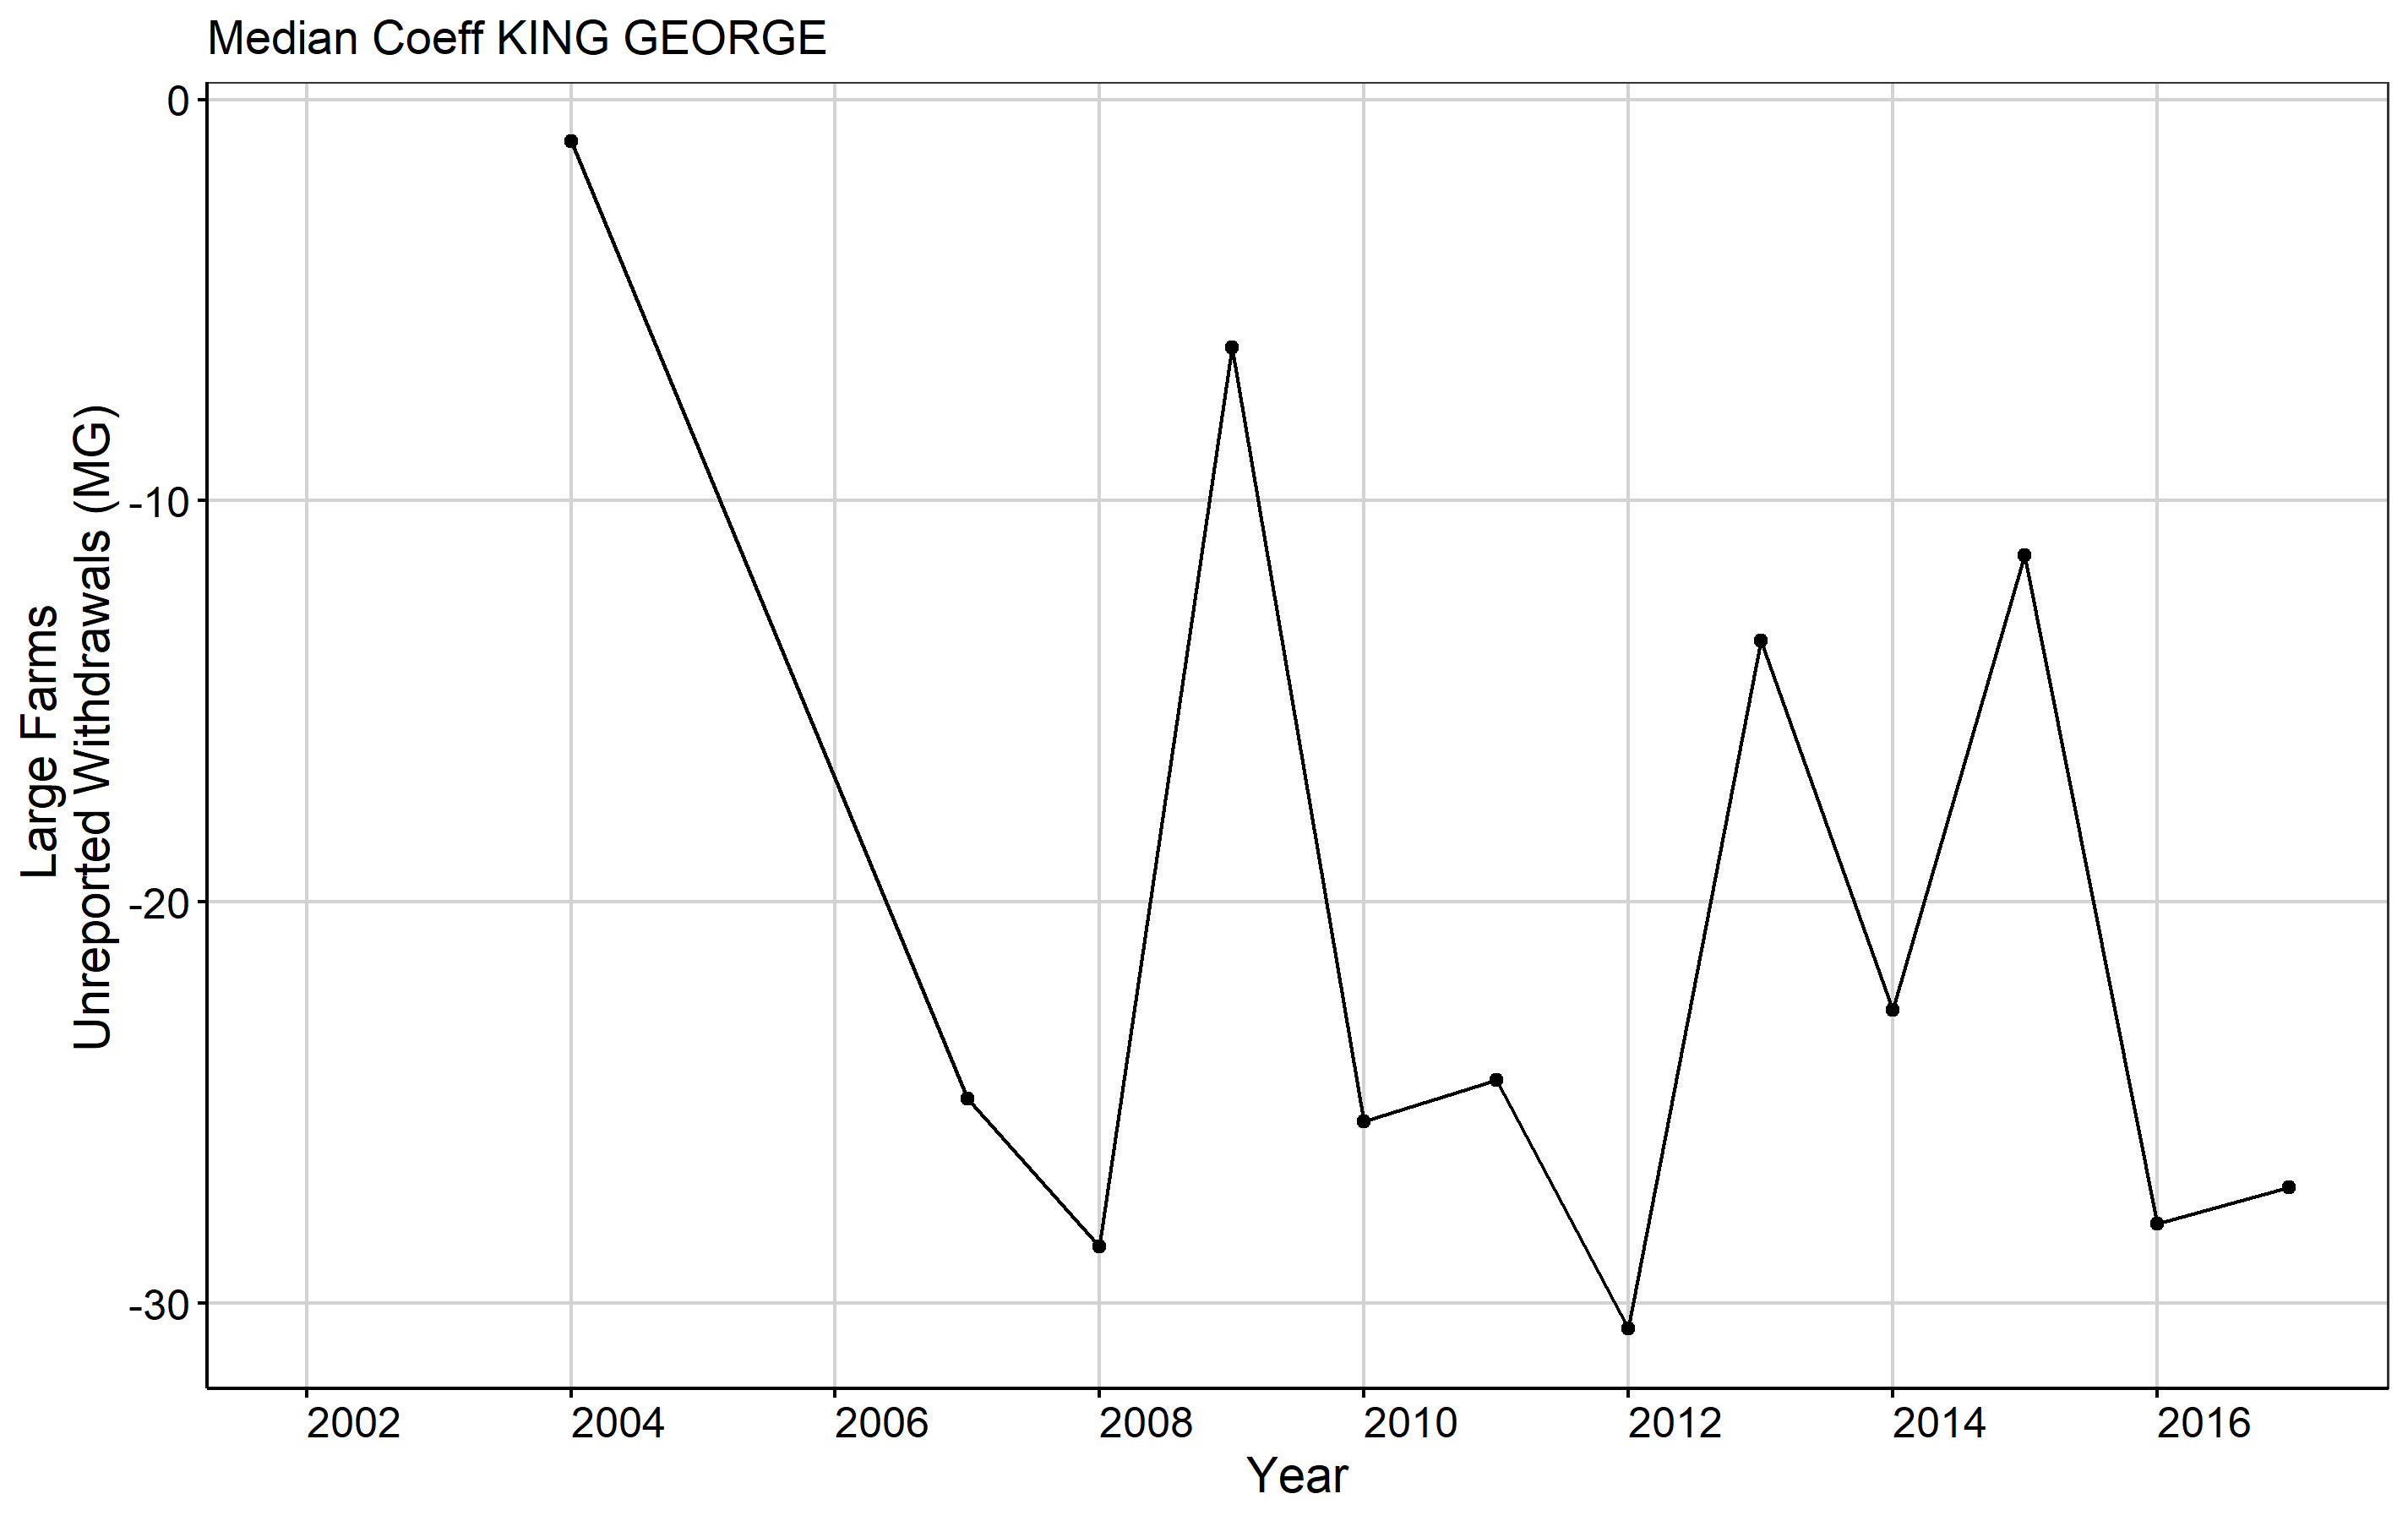 Median Coeff KING GEORGE
0
-10
-20
-30
Large Farms
Unreported Withdrawals (MG)
2002 2004 2006 2008 2010 2012 2014 2016
Year